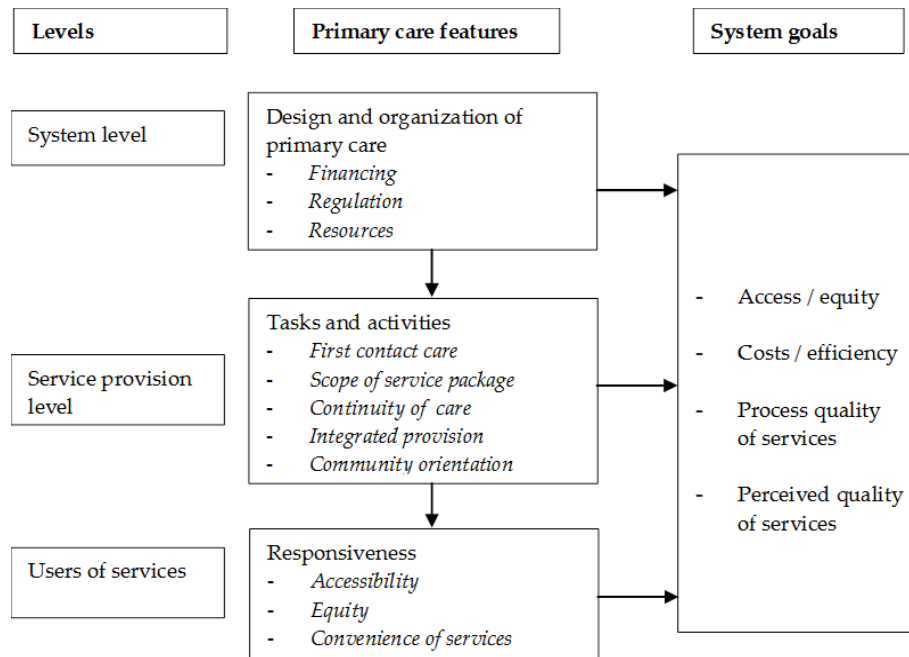 Levels
Primary care features
System goals
System level
Design and organization of
primary care
- Financing
- Regulation
- Resources
Service provision
level
Tasks and activities
- First contact care
- Scope of service package
- Continuity of care
- Integrated provision
- Community orientation
Users of services
Responsiveness
- Accessibility
- Equity
- Convenience of services
- Access / equity
- Costs / efficiency
- Process quality
of services
- Perceived quality
of services